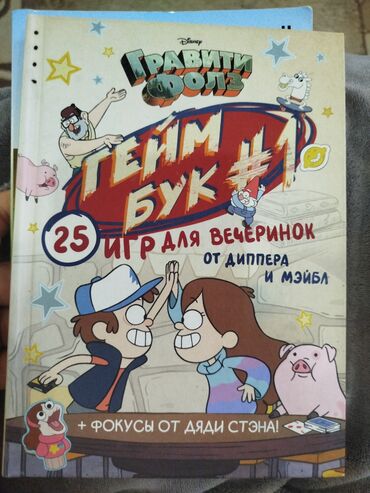 Disney
ГРАВИТИ
ФОЛЗ
ГЕЙМ
БУК #1
25 ИГР ДЛЯ ВЕЧЕРИНОК
ОТ ДИППЕРА
И МЭЙБЛ
+ ФОКУСЫ ОТ ДЯДИ СТЭНА!